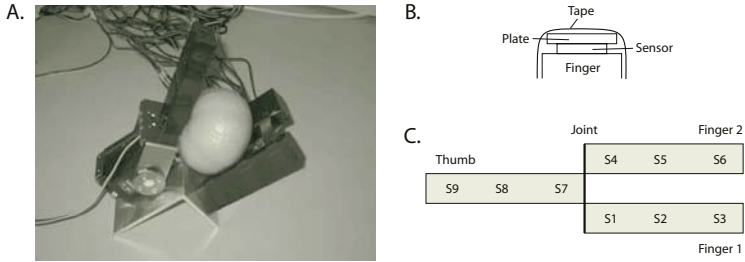 A.
B.
Tape
Plate
Sensor
Finger
C.
Joint
Finger 2
S4 S5 S6
Thumb
S9 S8 S7
S1 S2 S3
Finger 1